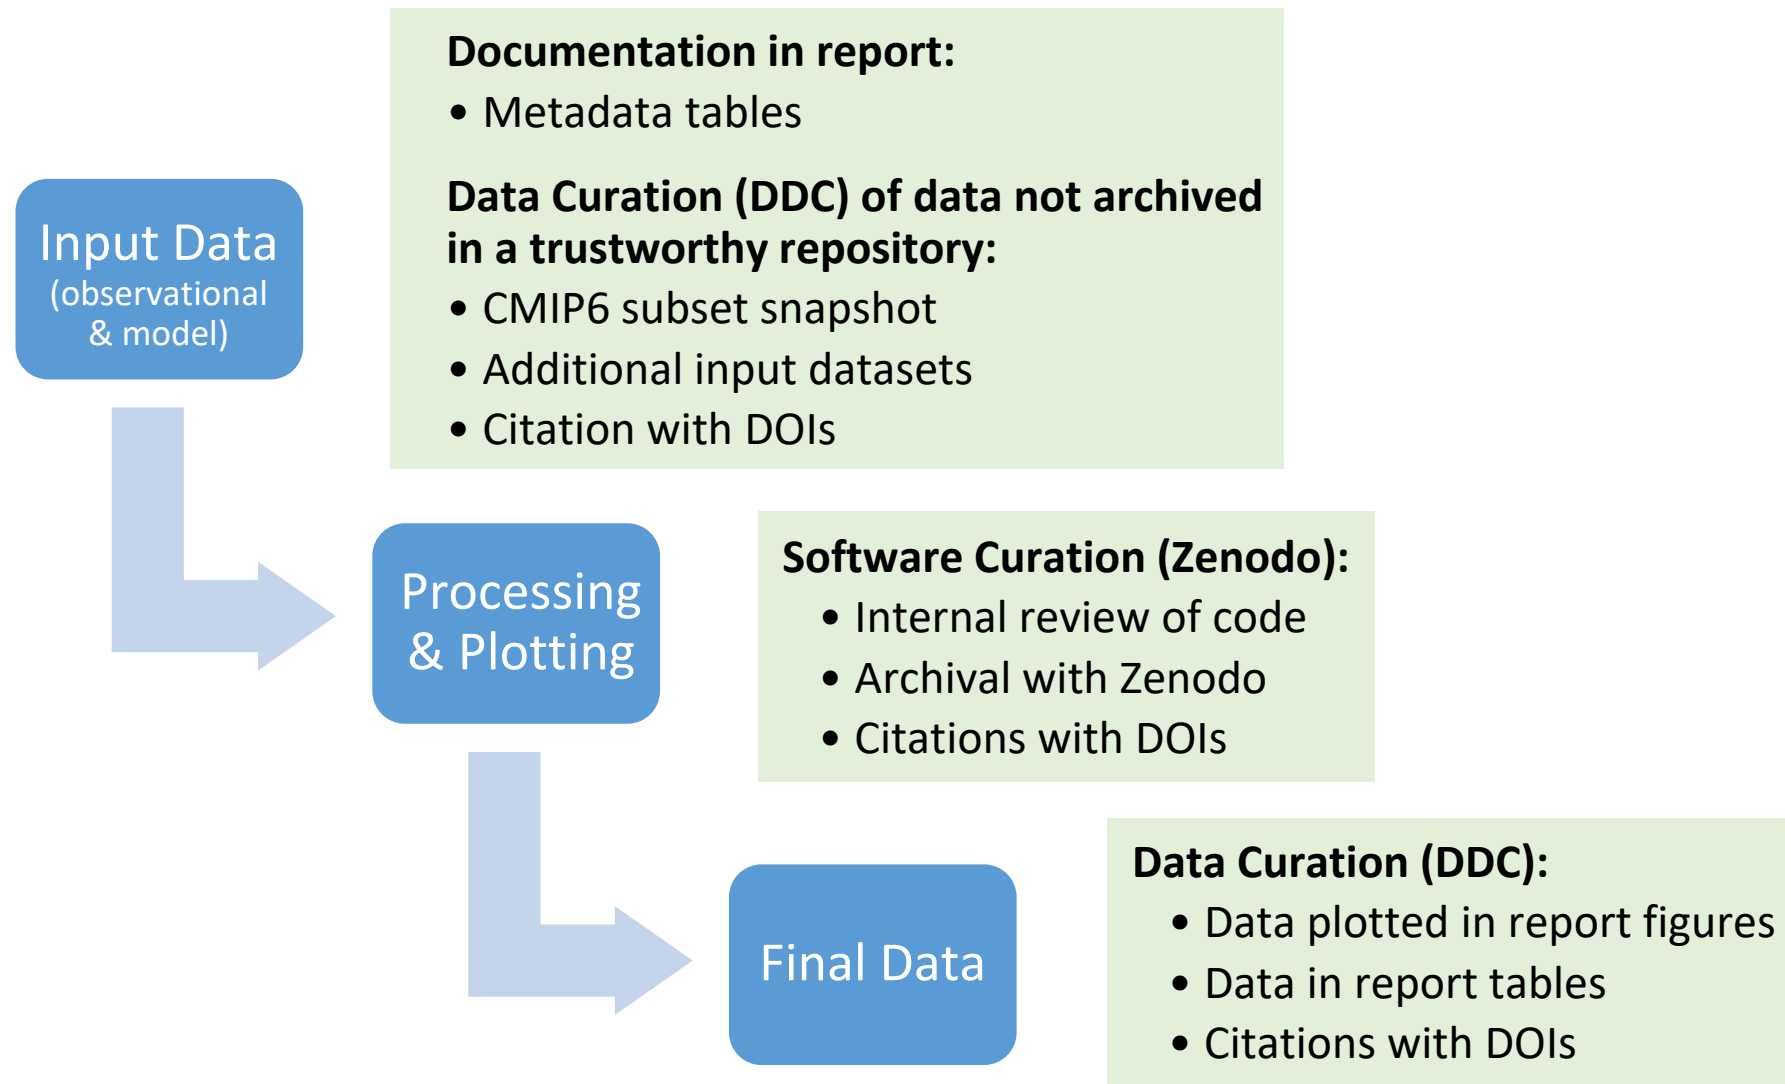 Documentation in report:
• Metadata tables
Data Curation (DDC) of data not archived
in a trustworthy repository:
• CMIP6 subset snapshot
• Additional input datasets
• Citation with DOIs
Input Data
(observational
& model)
Processing
& Plotting
Software Curation (Zenodo):
• Internal review of code
• Archival with Zenodo
• Citations with DOIs
Final Data
Data Curation (DDC):
• Data plotted in report figures
• Data in report tables
• Citations with DOIs